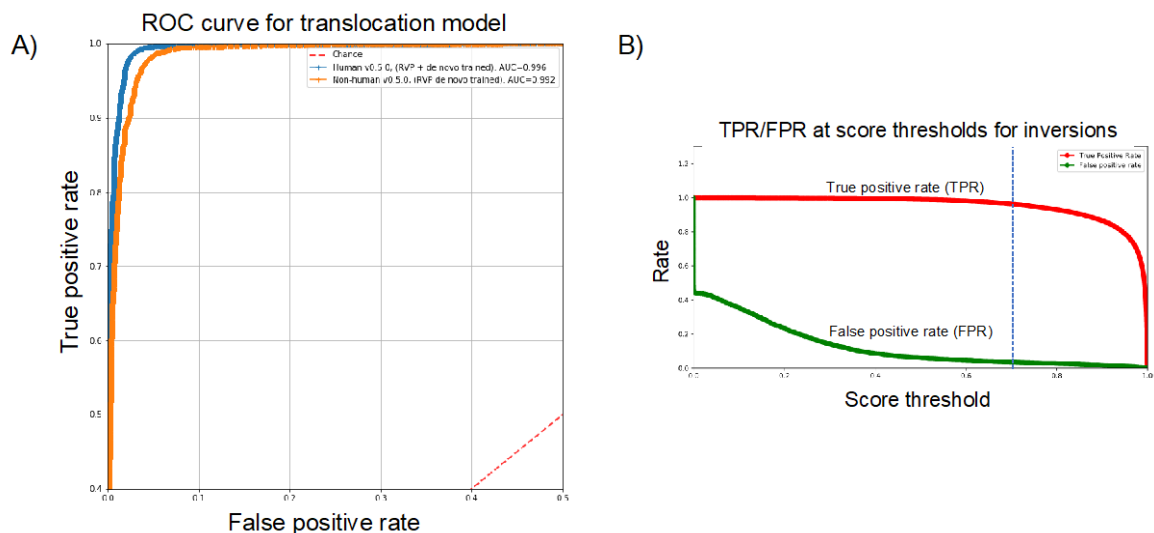 A)
ROC curve for translocation model
Chance
Human v0.5.0, (RVP + de novo trained), AUC=0.996
Non-human v0.5.0, (RVP de novo trained), AUC=0.992
True positive rate
1.0
0.9
0.8
0.7
0.6
0.5
0.4
0.0
0.1
0.2
0.3
0.4
0.5
False positive rate
B)
TPR/FPR at score thresholds for inversions
True Positive Rate
False positive rate
True positive rate (TPR)
False positive rate (FPR)
Rate
1.2
1.0
0.8
0.6
0.4
0.2
0.0
0.0
0.2
0.4
0.6
0.8
1.0
Score threshold